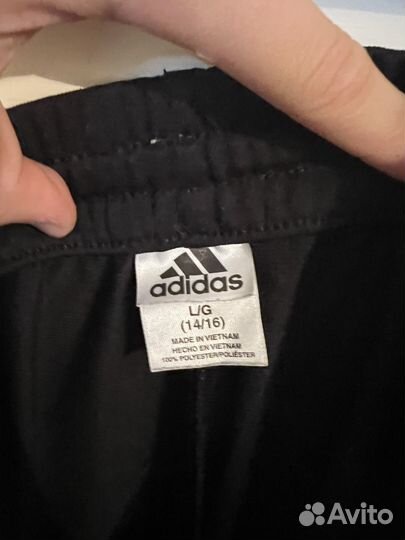 adidas
L/G
(14/16)
MADE IN VIETNAM
HECHO EN VIETNAM
100% POLYESTER/POLIÉSTER
Avito